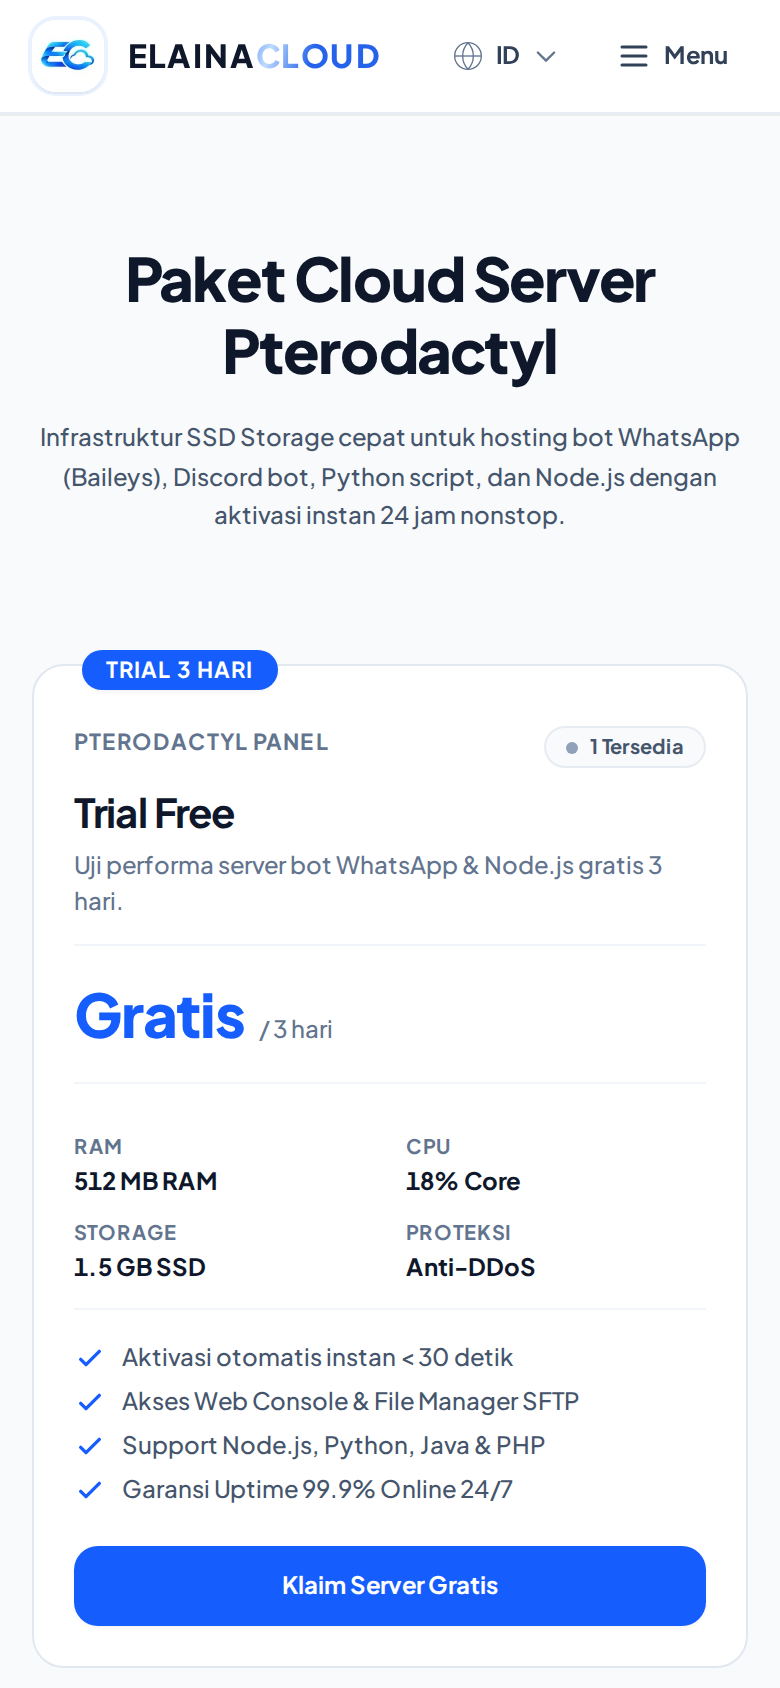 EC
ELAINACLOUD
ID
Menu
Paket Cloud Server
Pterodactyl
Infrastruktur SSD Storage cepat untuk hosting bot WhatsApp
(Baileys), Discord bot, Python script, dan Node.js dengan
aktivasi instan 24 jam nonstop.
TRIAL 3 HARI
PTERODACTYL PANEL
1 Tersedia
Trial Free
Uji performa server bot WhatsApp & Node.js gratis 3
hari.
Gratis / 3 hari
RAM
512 MB RAM
CPU
18% Core
STORAGE
1.5 GB SSD
PROTEKSI
Anti-DDoS
Aktivasi otomatis instan < 30 detik
Akses Web Console & File Manager SFTP
Support Node.js, Python, Java & PHP
Garansi Uptime 99.9% Online 24/7
Klaim Server Gratis